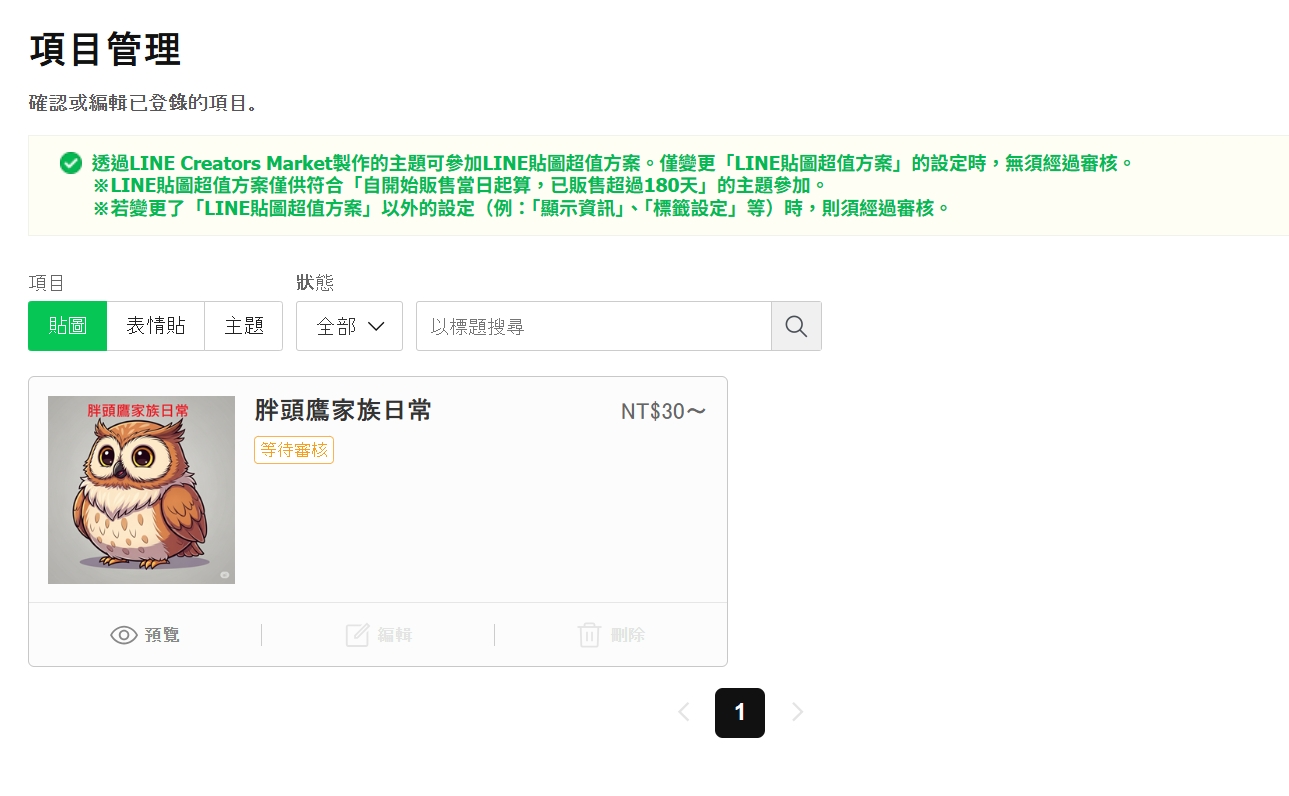 項目管理
確認或編輯已登錄的項目。
透過LINE Creators Market製作的主題可參加LINE貼圖超值方案。僅變更「LINE貼圖超值方案」的設定時，無須經過審核。
※LINE貼圖超值方案僅供符合「自開始販售當日起算，已販售超過180天」的主題參加。
※若變更了「LINE貼圖超值方案」以外的設定（例：「顯示資訊」、「標籤設定」等）時，則須經過審核。
項目 狀態
貼圖 表情貼 主題 全部 以標題搜尋
胖頭鷹家族日常
胖頭鷹家族日常 NT$30～
等待審核
預覽 編輯 刪除
1